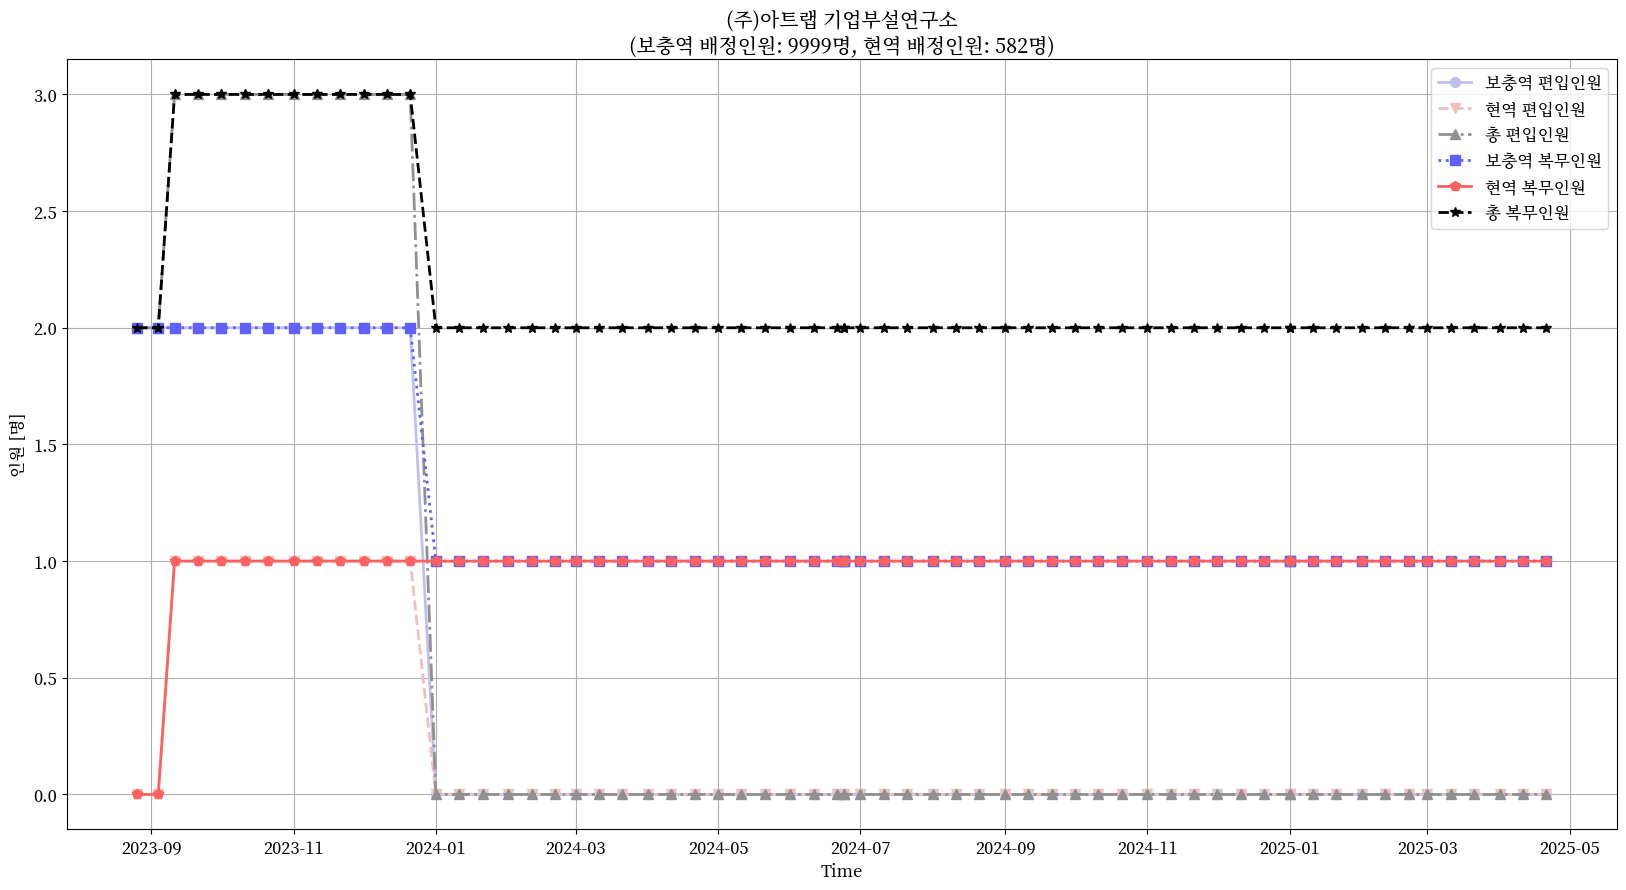 (주)아트랩 기업부설연구소
(보충역 배정인원: 9999명, 현역 배정인원: 582명)
보충역 편입인원
현역 편입인원
총 편입인원
보충역 복무인원
현역 복무인원
총 복무인원
인원 [명]
3.0
2.5
2.0
1.5
1.0
0.5
0.0
2023-09 2023-11 2024-01 2024-03 2024-05 2024-07 2024-09 2024-11 2025-01 2025-03 2025-05
Time